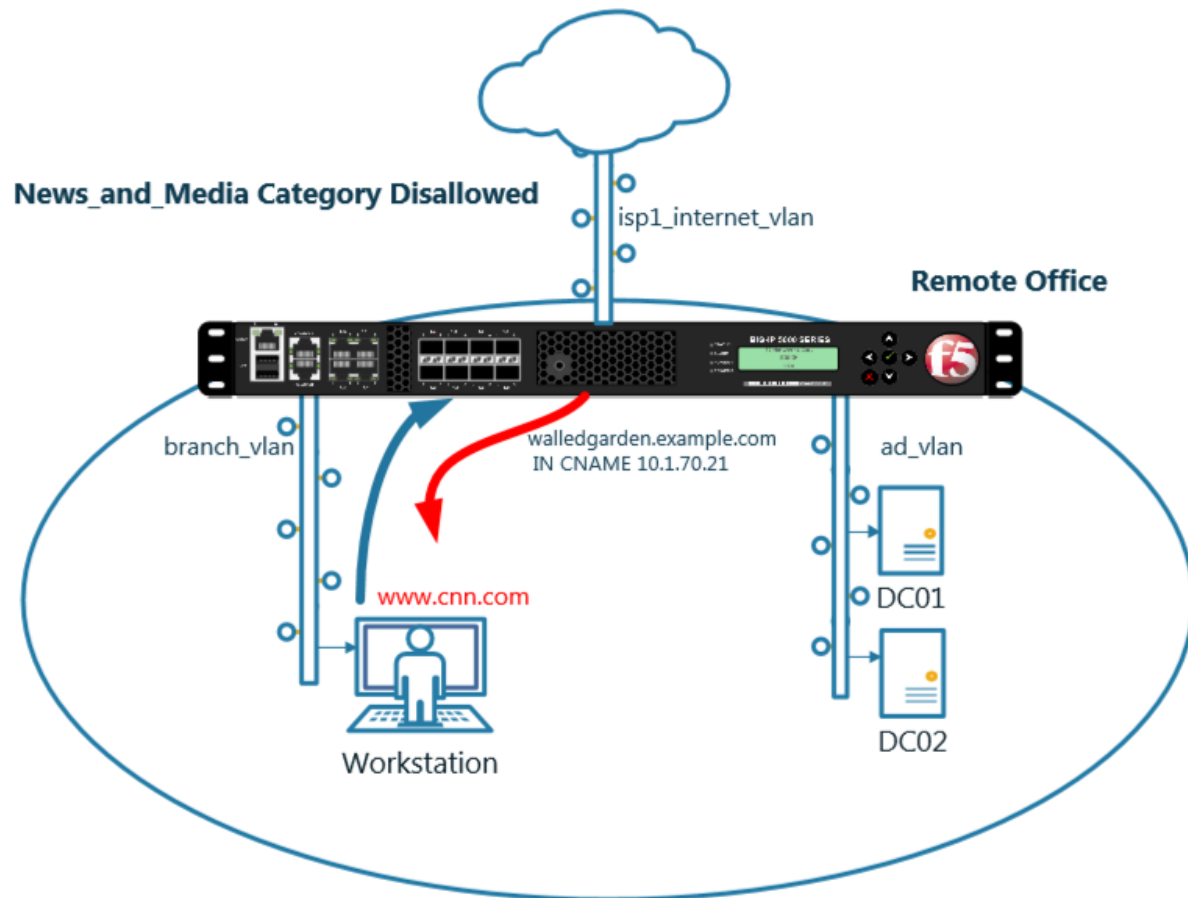 News_and_Media Category Disallowed
isp1_internet_vlan
Remote Office
BIG-IP 5000 SERIES
f5
branch_vlan
walledgarden.example.com
IN CNAME 10.1.70.21
ad_vlan
www.cnn.com
DC01
DC02
Workstation